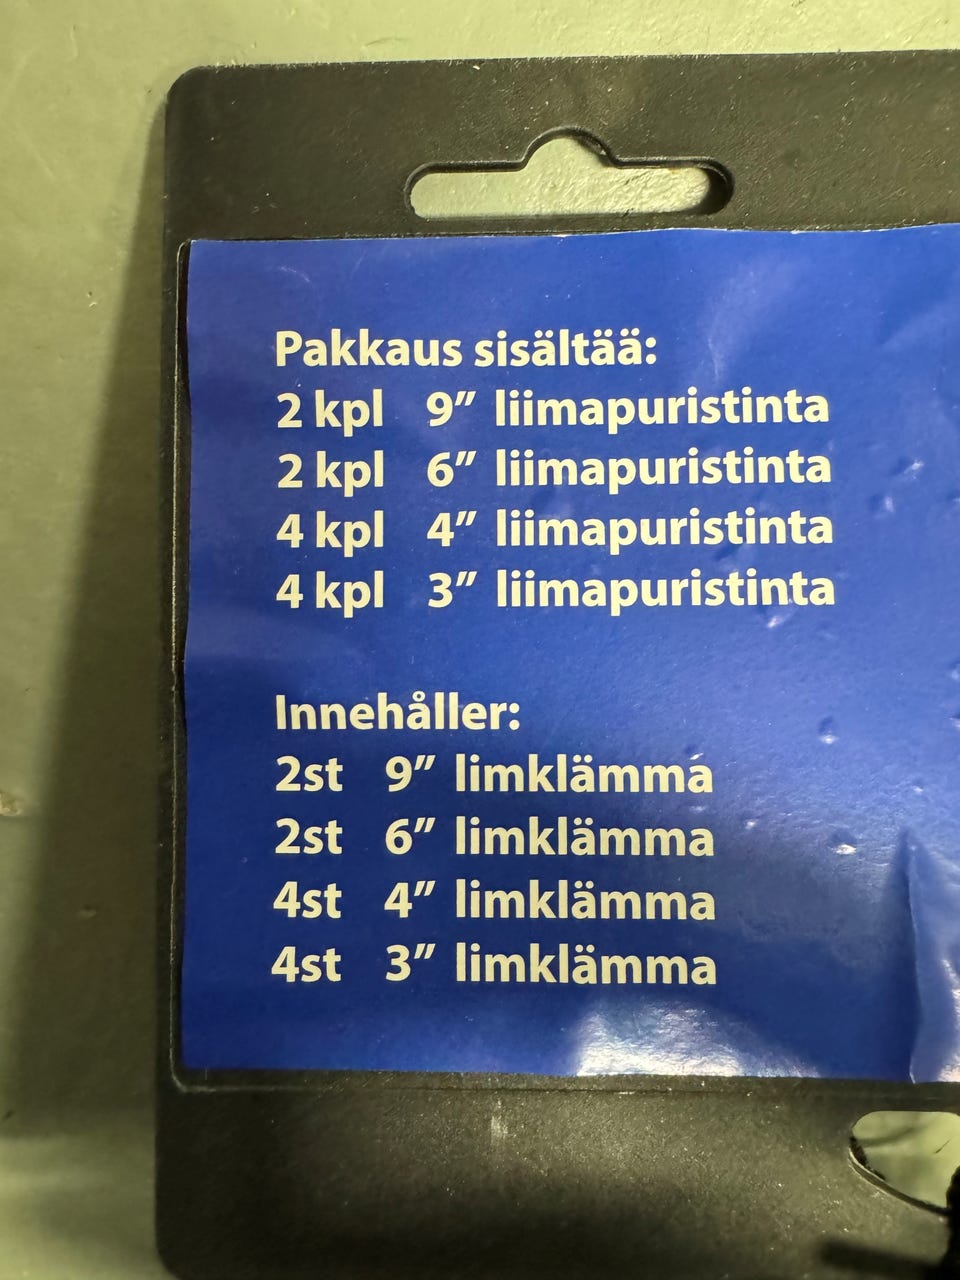 Pakkaus sisältää:
2 kpl 9” liimapuristinta
2 kpl 6” liimapuristinta
4 kpl 4” liimapuristinta
4 kpl 3” liimapuristinta
Innehåller:
2st 9” limklämma
2st 6” limklämma
4st 4” limklämma
4st 3” limklämma